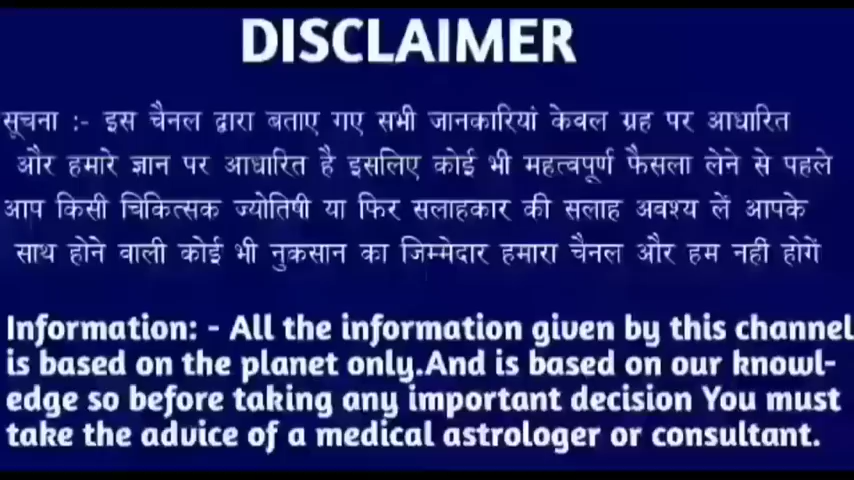 DISCLAIMER
सूचना :- इस चैनल द्वारा बताए गए सभी जानकारियां केवल ग्रह पर आधारित
और हमारे ज्ञान पर आधारित है इसलिए कोई भी महत्वपूर्ण फैसला लेने से पहले
आप किसी चिकित्सक ज्योतिषी या फिर सलाहकार की सलाह अवश्य लें आपके
साथ होने वाली कोई भी नुकसान का जिम्मेदार हमारा चैनल और हम नहीं होगें
Information: - All the information given by this channel
is based on the planet only.And is based on our knowl-
edge so before taking any important decision You must
take the advice of a medical astrologer or consultant.